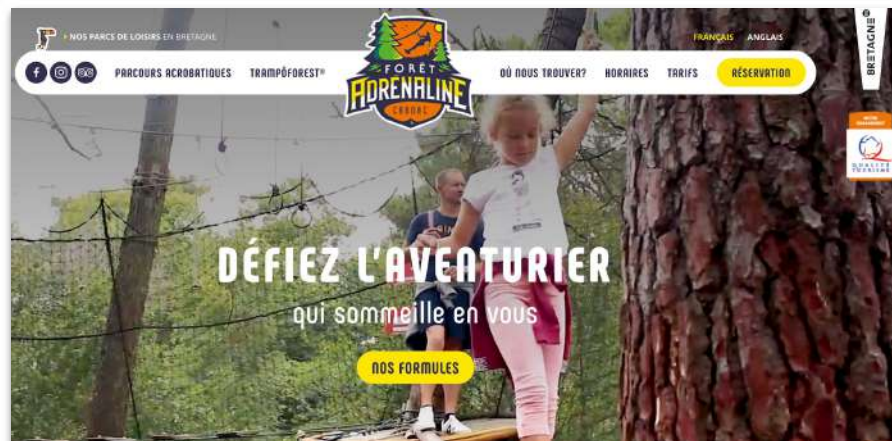 NOS PARCS DE LOISIRS EN BRETAGNE
FRANÇAIS ANGLAIS
BRETAGNE
PARCOURS ACROBATIQUES TRAMPÔFOREST®
FORÊT
ADRÉNALINE
CARNAC
OÙ NOUS TROUVER? HORAIRES TARIFS RÉSERVATION
QUALITÉ
TOURISME
DÉFIEZ L'AVENTURIER
qui sommeille en vous
NOS FORMULES